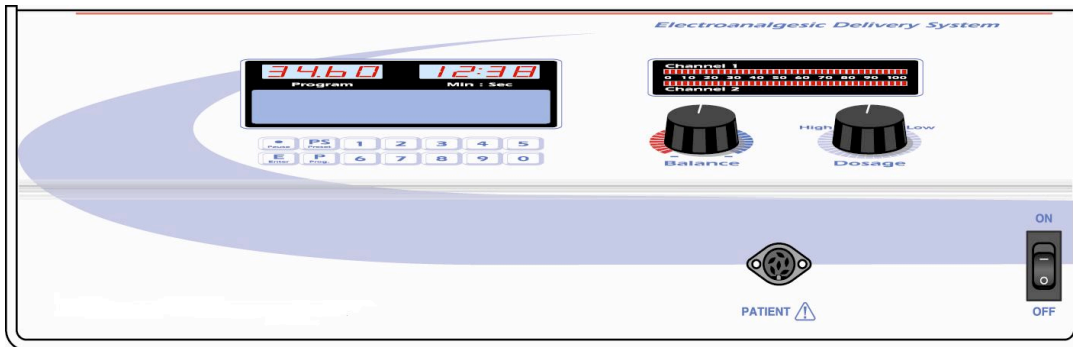 Electroanalgesic Delivery System
34.60 12:38
Program Min : Sec
Channel 1
0 10 20 30 40 50 60 70 80 90 100
Channel 2
High Low
Balance Dosage
• PS 1 2 3 4 5
Pause Preset
E P 6 7 8 9 0
Enter Prog.
ON
— O
OFF
PATIENT